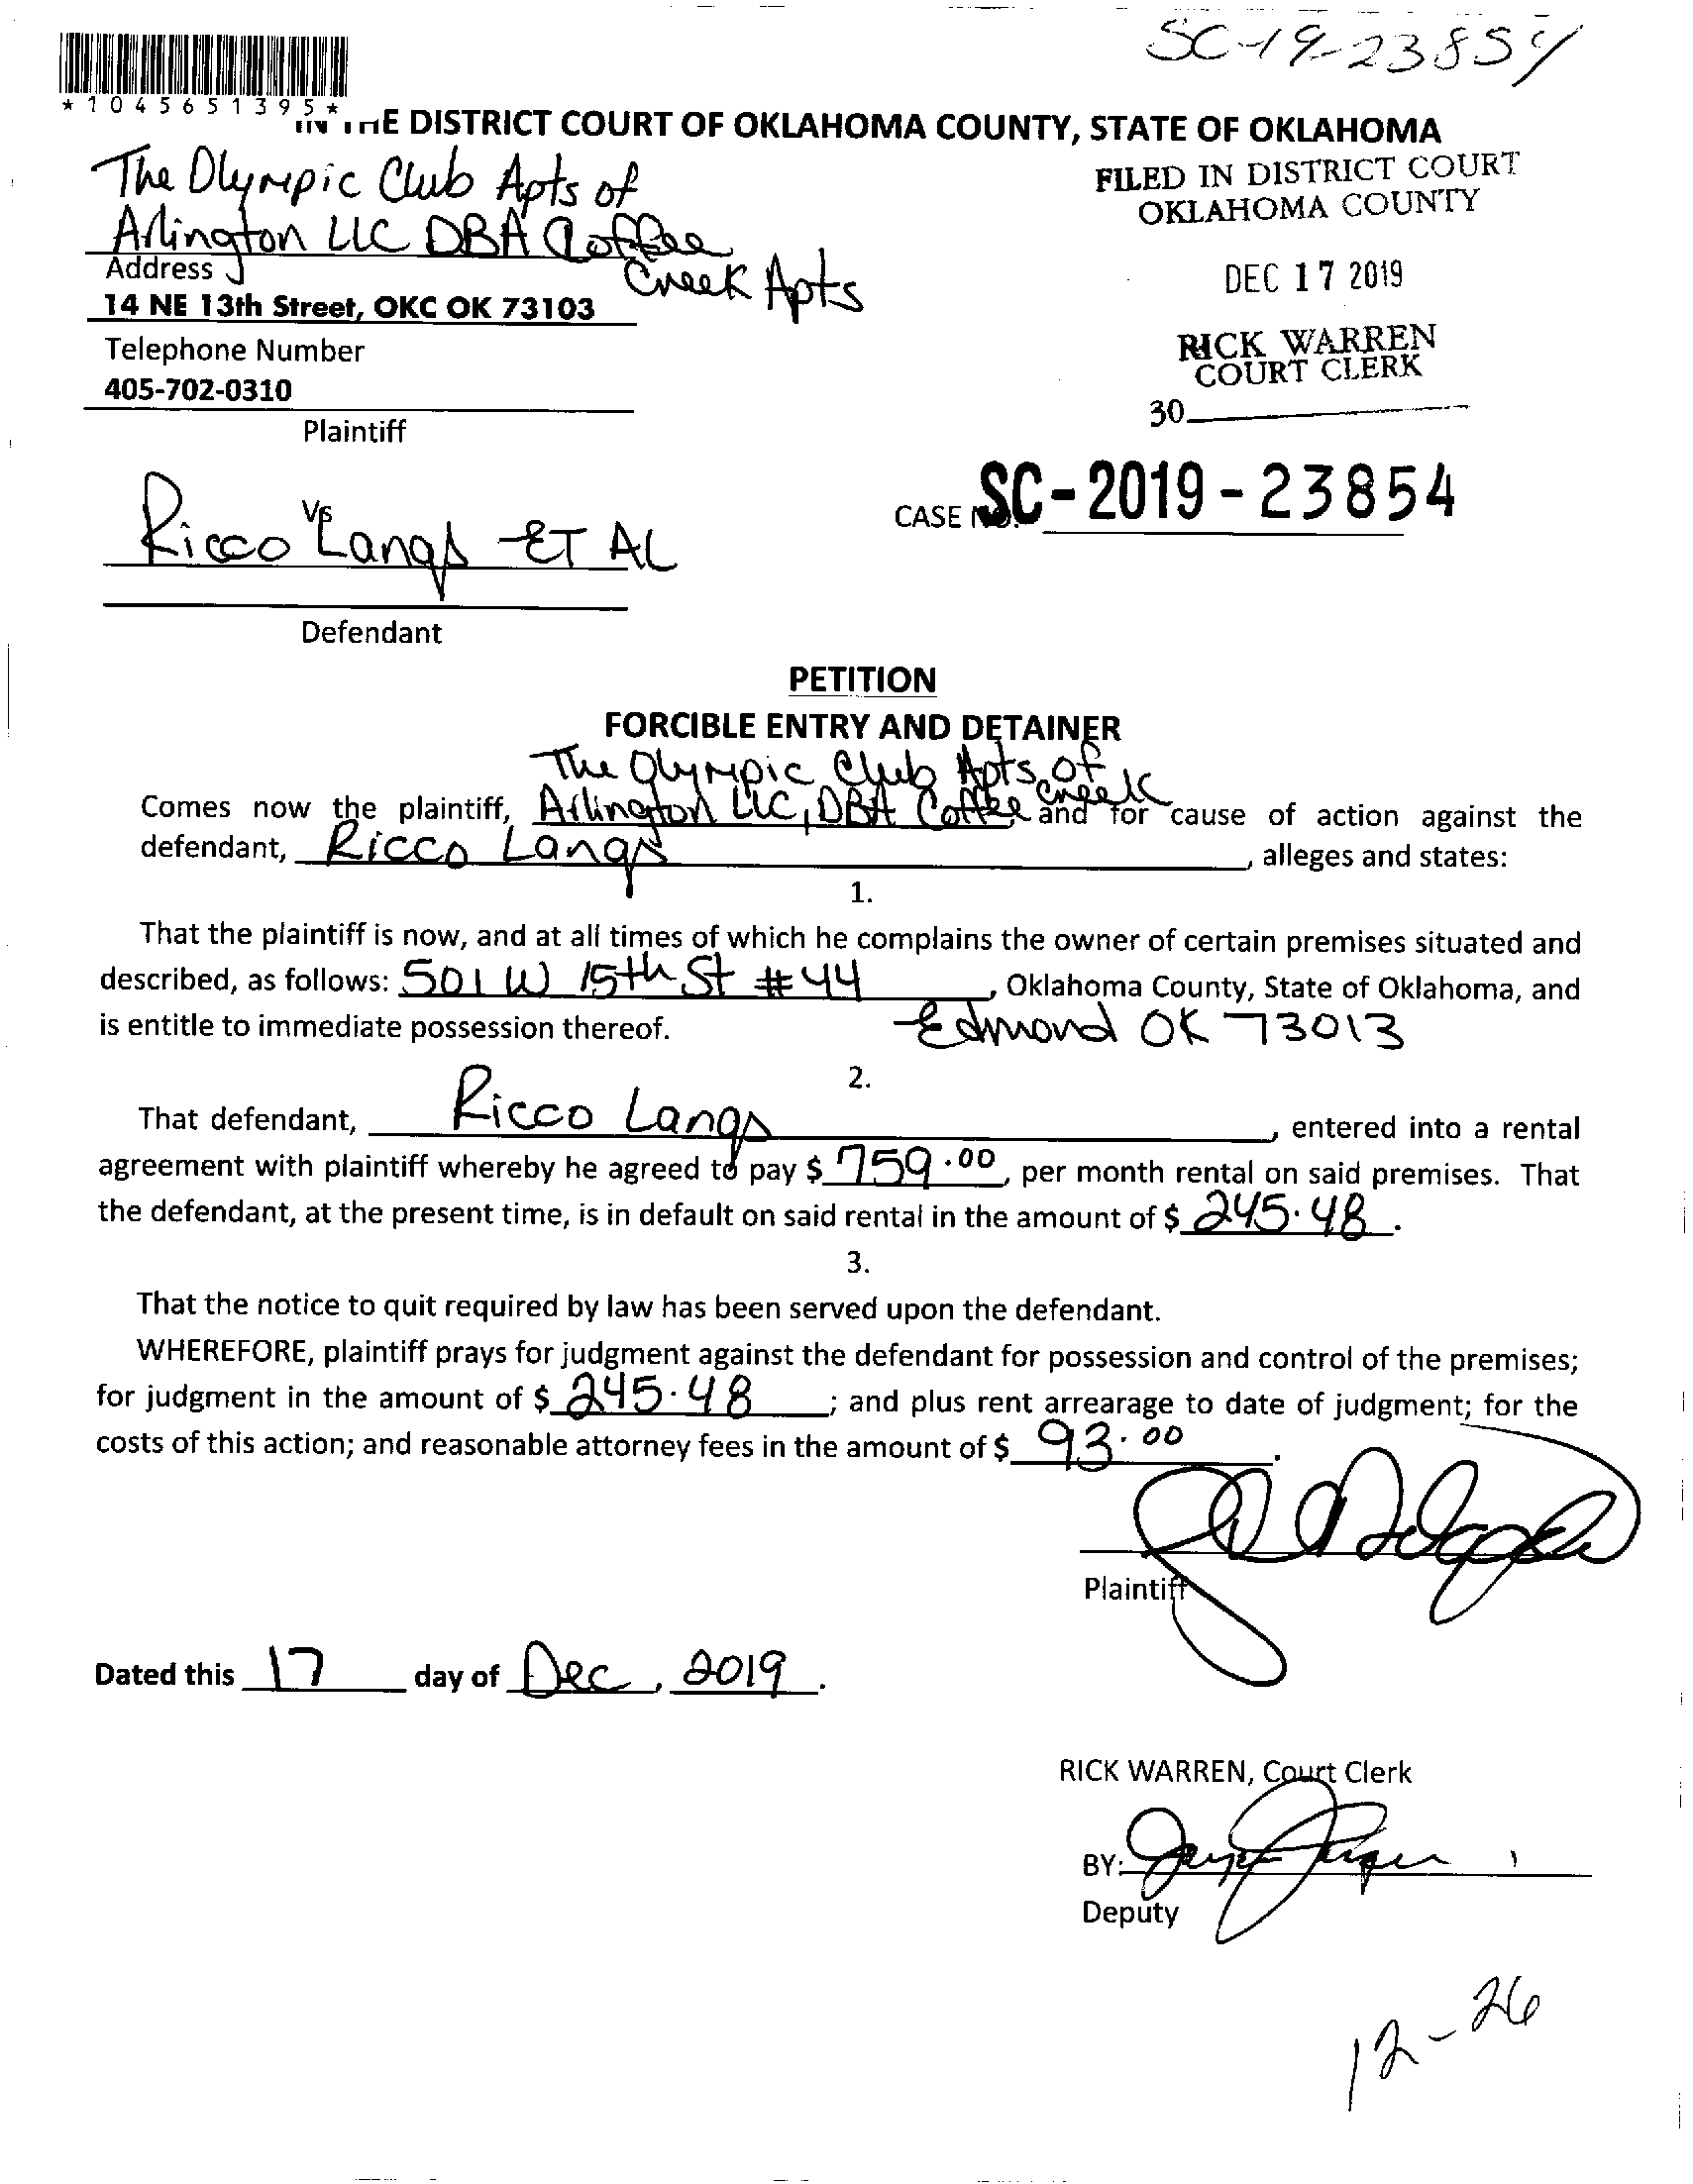 SC-19-23854
*1045651395*
IN THE DISTRICT COURT OF OKLAHOMA COUNTY, STATE OF OKLAHOMA
The Olympic Club Apts of
Arlington LLC DBA Coffee
Creek Apts
Address
14 NE 13th Street, OKC OK 73103
Telephone Number
405-702-0310
Plaintiff
FILED IN DISTRICT COURT
OKLAHOMA COUNTY
DEC 17 2019
RICK WARREN
COURT CLERK
30
Vs
Ricco Langs ET AL
Defendant
CASE NO. SC-2019-23854
PETITION
FORCIBLE ENTRY AND DETAINER
The Olympic Club Apts of
Comes now the plaintiff, Arlington LLC, DBA Coffee Creek and for cause of action against the
defendant, Ricco Langs, alleges and states:
1.
That the plaintiff is now, and at all times of which he complains the owner of certain premises situated and
described, as follows: 501 W 15th St #44, Oklahoma County, State of Oklahoma, and
is entitle to immediate possession thereof. Edmond OK 73013
2.
That defendant, Ricco Langs, entered into a rental
agreement with plaintiff whereby he agreed to pay $ 759.00, per month rental on said premises. That
the defendant, at the present time, is in default on said rental in the amount of $ 245.48.
3.
That the notice to quit required by law has been served upon the defendant.
WHEREFORE, plaintiff prays for judgment against the defendant for possession and control of the premises;
for judgment in the amount of $ 245.48; and plus rent arrearage to date of judgment; for the
costs of this action; and reasonable attorney fees in the amount of $ 93.00.
Plaintiff
Dated this 17 day of Dec, 2019.
RICK WARREN, Court Clerk
BY:
Deputy
12-26